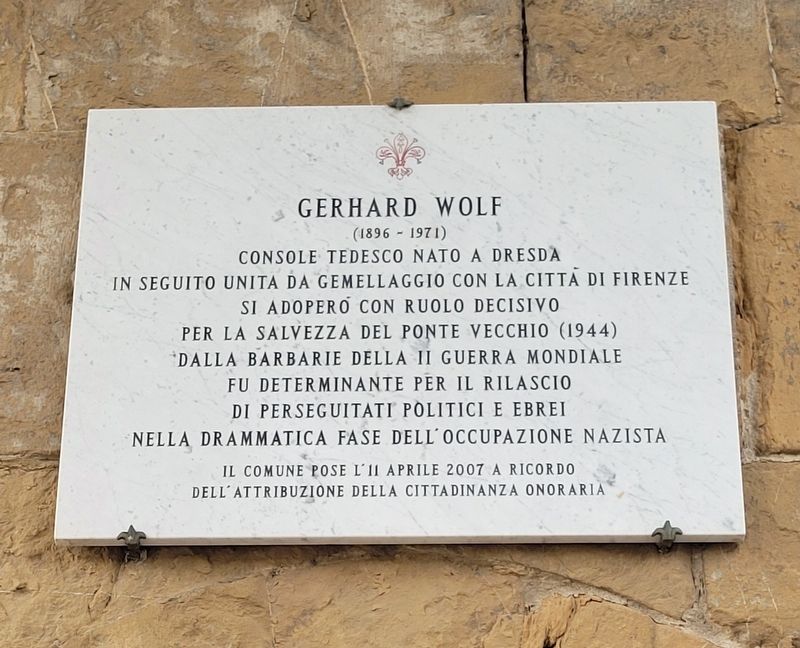 GERHARD WOLF
(1896 - 1971)
CONSOLE TEDESCO NATO A DRESDA
IN SEGUITO UNITA DA GEMELLAGGIO CON LA CITTÀ DI FIRENZE
SI ADOPERÒ CON RUOLO DECISIVO
PER LA SALVEZZA DEL PONTE VECCHIO (1944)
DALLA BARBARIE DELLA II GUERRA MONDIALE
FU DETERMINANTE PER IL RILASCIO
DI PERSEGUITATI POLITICI E EBREI
NELLA DRAMMATICA FASE DELL'OCCUPAZIONE NAZISTA
IL COMUNE POSE L'11 APRILE 2007 A RICORDO
DELL'ATTRIBUZIONE DELLA CITTADINANZA ONORARIA